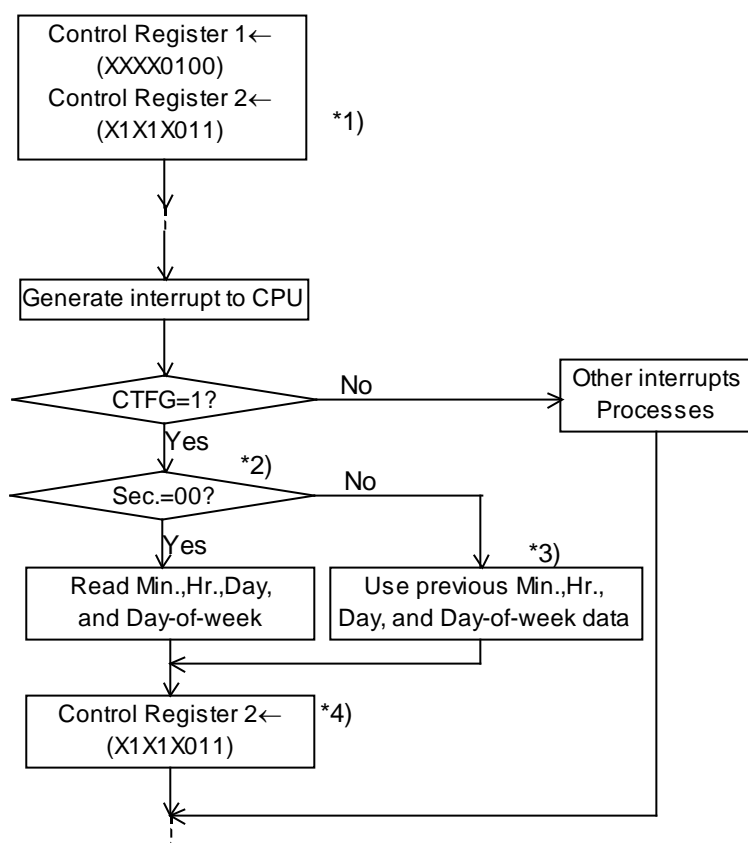 Control Register 1←
(XXXX0100)
Control Register 2←
(X1X1X011)
*1)
Generate interrupt to CPU
CTFG=1?
No
Other interrupts
Processes
Yes
*2)
Sec.=00?
No
Yes
*3)
Read Min.,Hr.,Day,
and Day-of-week
Use previous Min.,Hr.,
Day, and Day-of-week data
Control Register 2←
(X1X1X011)
*4)